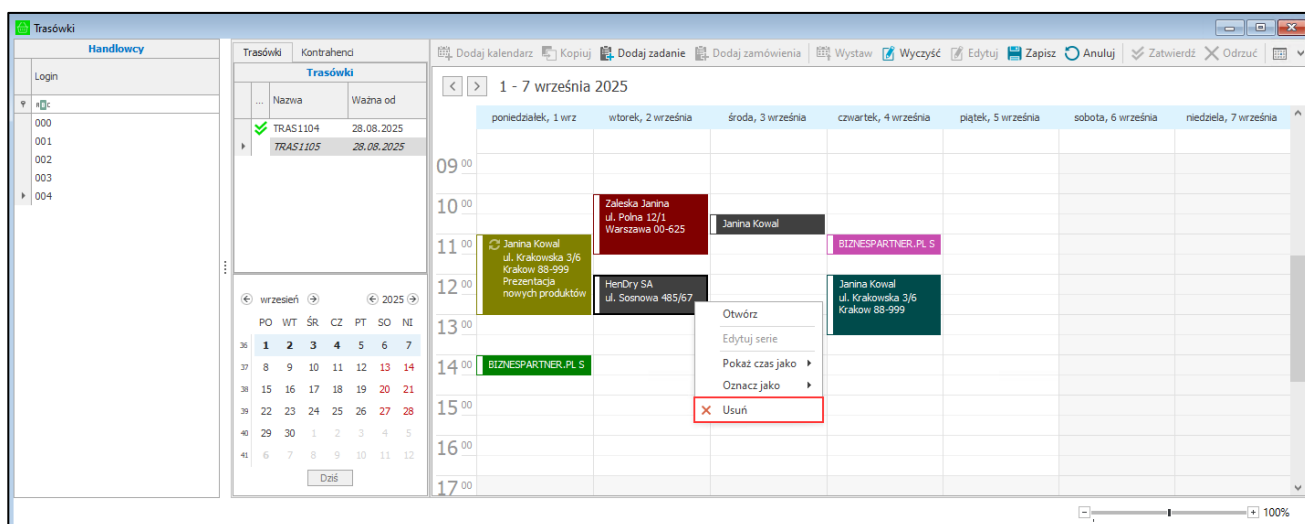 Trasówki
Handlowcy
Login
000
001
002
003
004
Trasówki Kontrahenci
Trasówki
... Nazwa Ważna od
TRAS1104 28.08.2025
TRAS1105 28.08.2025
wrzesień 2025
PO WT ŚR CZ PT SO NI
36 1 2 3 4 5 6 7
37 8 9 10 11 12 13 14
38 15 16 17 18 19 20 21
39 22 23 24 25 26 27 28
40 29 30 1 2 3 4 5
41 6 7 8 9 10 11 12
Dziś
Dodaj kalendarz Kopiuj Dodaj zadanie Dodaj zamówienia Wystaw Wyczyść Edytuj Zapisz Anuluj Zatwierdź Odrzuć
< > 1 - 7 września 2025
poniedziałek, 1 wrz wtorek, 2 września środa, 3 września czwartek, 4 września piątek, 5 września sobota, 6 września niedziela, 7 września
09 00
10 00
11 00
12 00
13 00
14 00
15 00
16 00
17 00
Janina Kowal
ul. Krakowska 3/6
Krakow 88-999
Prezentacja
nowych produktów
BIZNESPARTNER.PL S
Zaleska Janina
ul. Polna 12/1
Warszawa 00-625
HenDry SA
ul. Sosnowa 485/67
Janina Kowal
BIZNESPARTNER.PL S
Janina Kowal
ul. Krakowska 3/6
Krakow 88-999
Otwórz
Edytuj serie
Pokaż czas jako
Oznacz jako
Usuń
100%